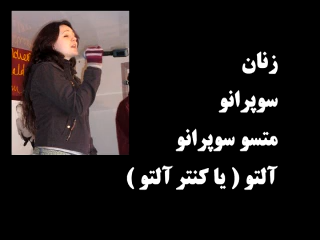 زنان
سوپرانو
متسو سوپرانو
آلتو ( یا کنتر آلتو )